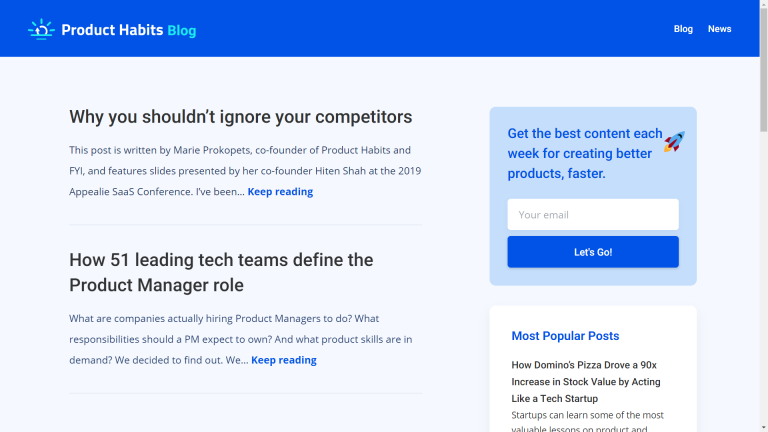 Product Habits Blog
Blog
News
Why you shouldn’t ignore your competitors
This post is written by Marie Prokopets, co-founder of Product Habits and
FYI, and features slides presented by her co-founder Hiten Shah at the 2019
Appealie SaaS Conference. I’ve been... Keep reading
How 51 leading tech teams define the
Product Manager role
What are companies actually hiring Product Managers to do? What
responsibilities should a PM expect to own? And what product skills are in
demand? We decided to find out. We... Keep reading
Get the best content each
week for creating better
products, faster.
Your email
Let’s Go!
Most Popular Posts
How Domino’s Pizza Drove a 90x
Increase in Stock Value by Acting
Like a Tech Startup
Startups can learn some of the most
valuable lessons on product and